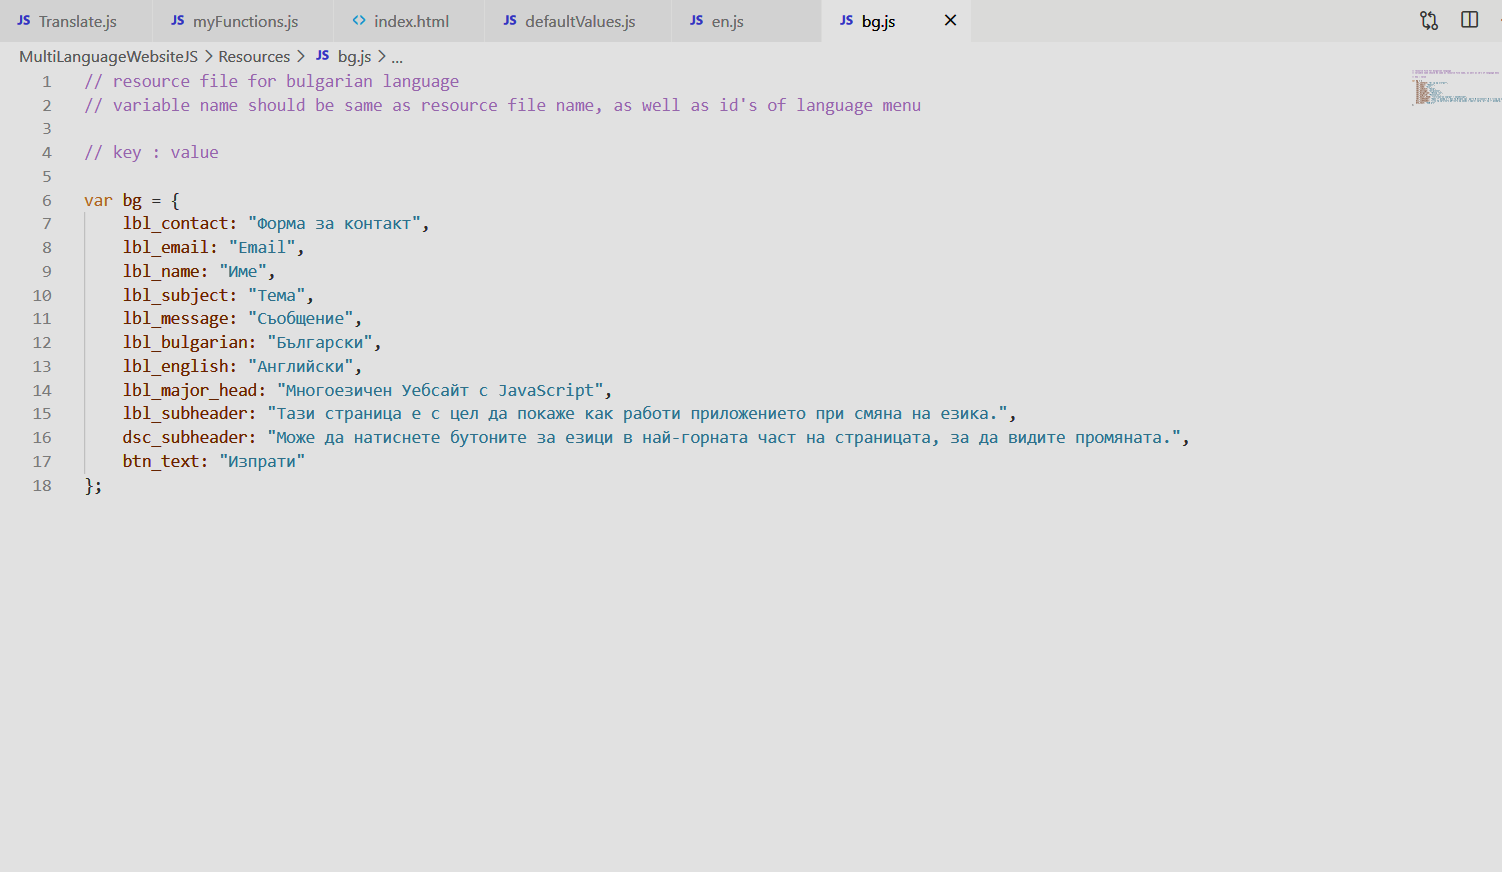 JS Translate.js JS myFunctions.js <> index.html JS defaultValues.js JS en.js JS bg.js
MultiLanguageWebsiteJS > Resources > JS bg.js > ...
1 // resource file for bulgarian language
2 // variable name should be same as resource file name, as well as id's of language menu
3
4 // key : value
5
6 var bg = {
7 lbl_contact: "Форма за контакт",
8 lbl_email: "Email",
9 lbl_name: "Име",
10 lbl_subject: "Тема",
11 lbl_message: "Съобщение",
12 lbl_bulgarian: "Български",
13 lbl_english: "Английски",
14 lbl_major_head: "Многоезичен Уебсайт с JavaScript",
15 lbl_subheader: "Тази страница е с цел да покаже как работи приложението при смяна на езика.",
16 dsc_subheader: "Може да натиснете бутоните за езици в най-горната част на страницата, за да видите промяната.",
17 btn_text: "Изпрати"
18 };